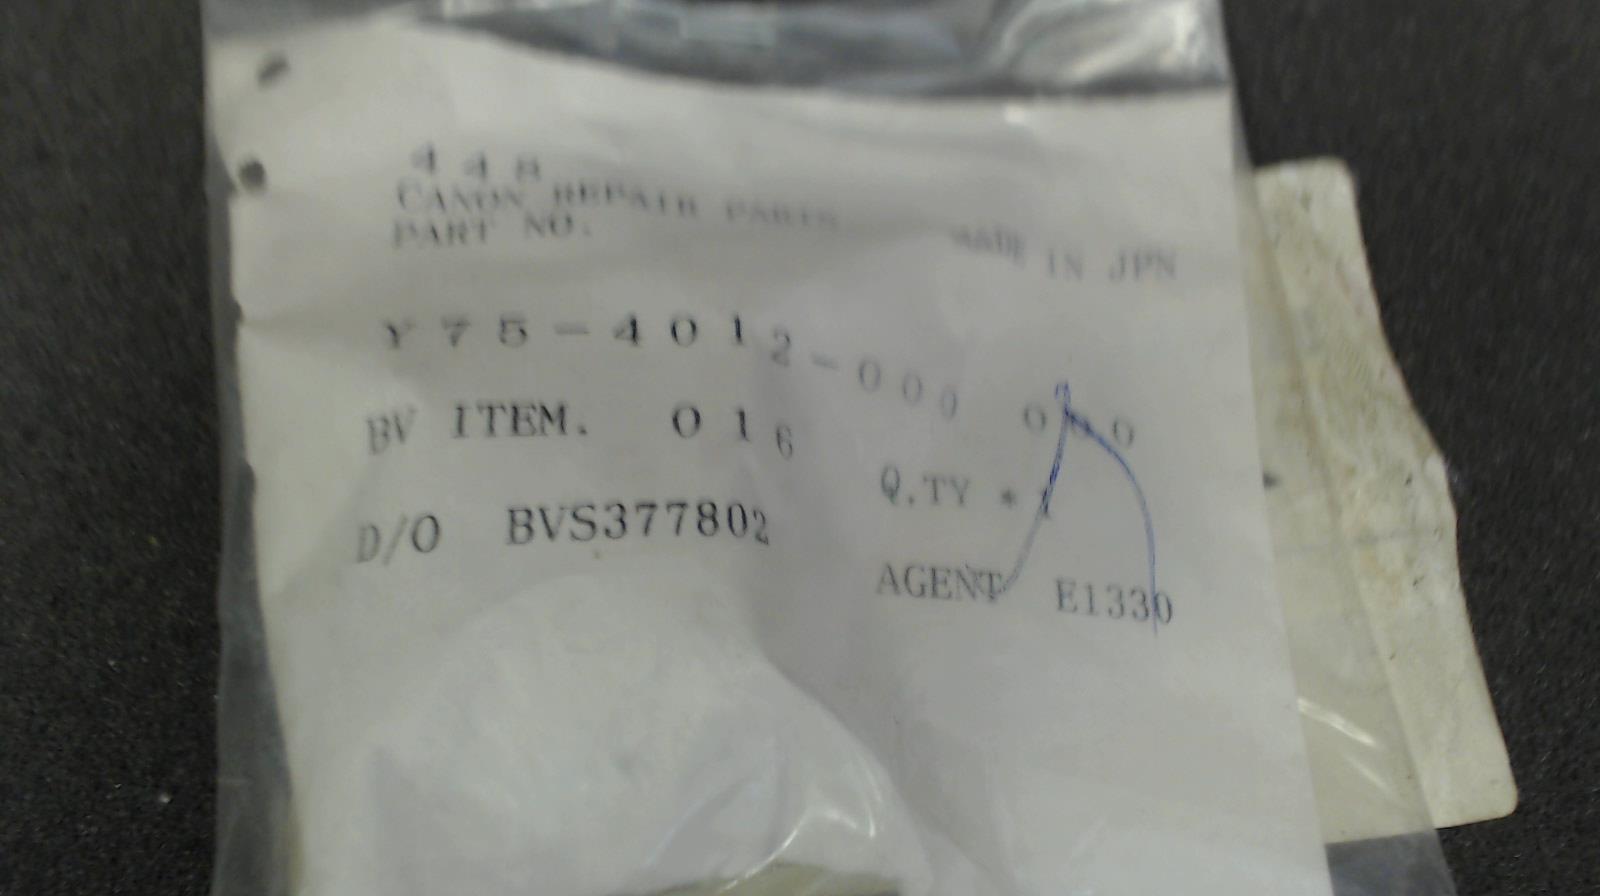 448
CANON REPAIR PARTS MADE IN JPN
PART NO.
Y75-4012-000 000
BV ITEM. 016
Q.TY * 1
D/O BVS377802
AGENT E1330